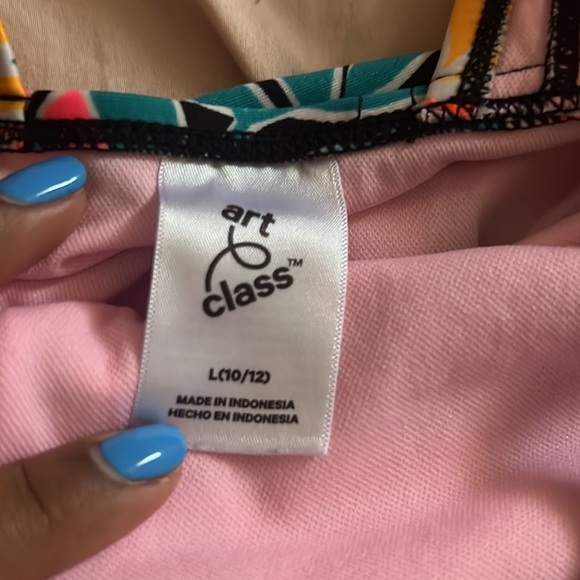 art
class™
L(10/12)
MADE IN INDONESIA
HECHO EN INDONESIA